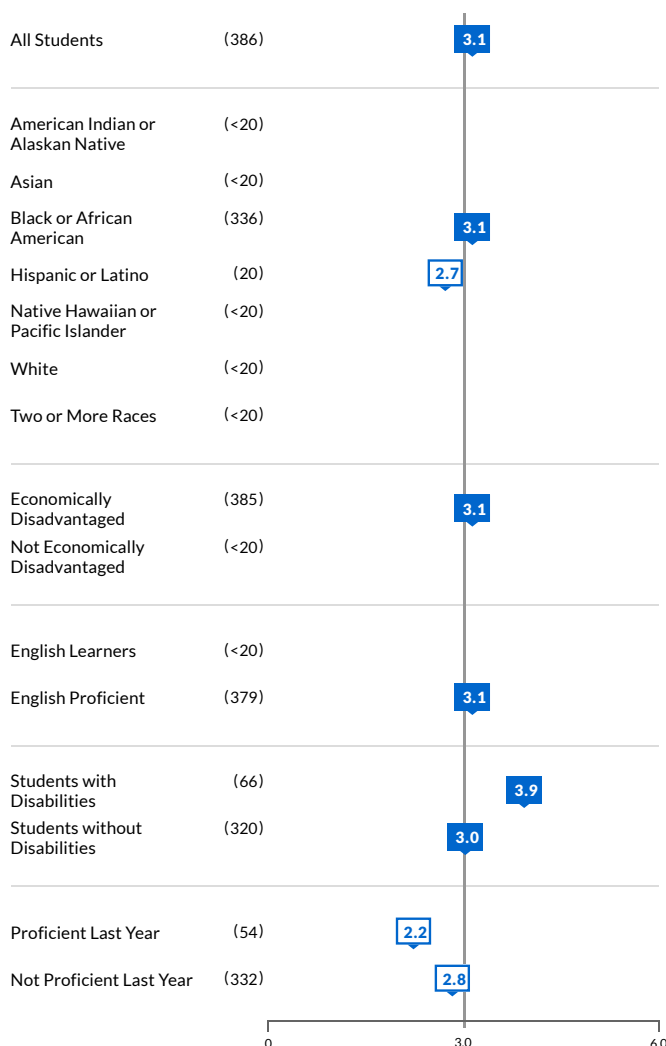 All Students (386) 3.1
American Indian or (<20)
Alaskan Native
Asian (<20)
Black or African (336) 3.1
American
Hispanic or Latino (20) 2.7
Native Hawaiian or (<20)
Pacific Islander
White (<20)
Two or More Races (<20)
Economically (385) 3.1
Disadvantaged
Not Economically (<20)
Disadvantaged
English Learners (<20)
English Proficient (379) 3.1
Students with (66) 3.9
Disabilities
Students without (320) 3.0
Disabilities
Proficient Last Year (54) 2.2
Not Proficient Last Year (332) 2.8
0 3.0 6.0